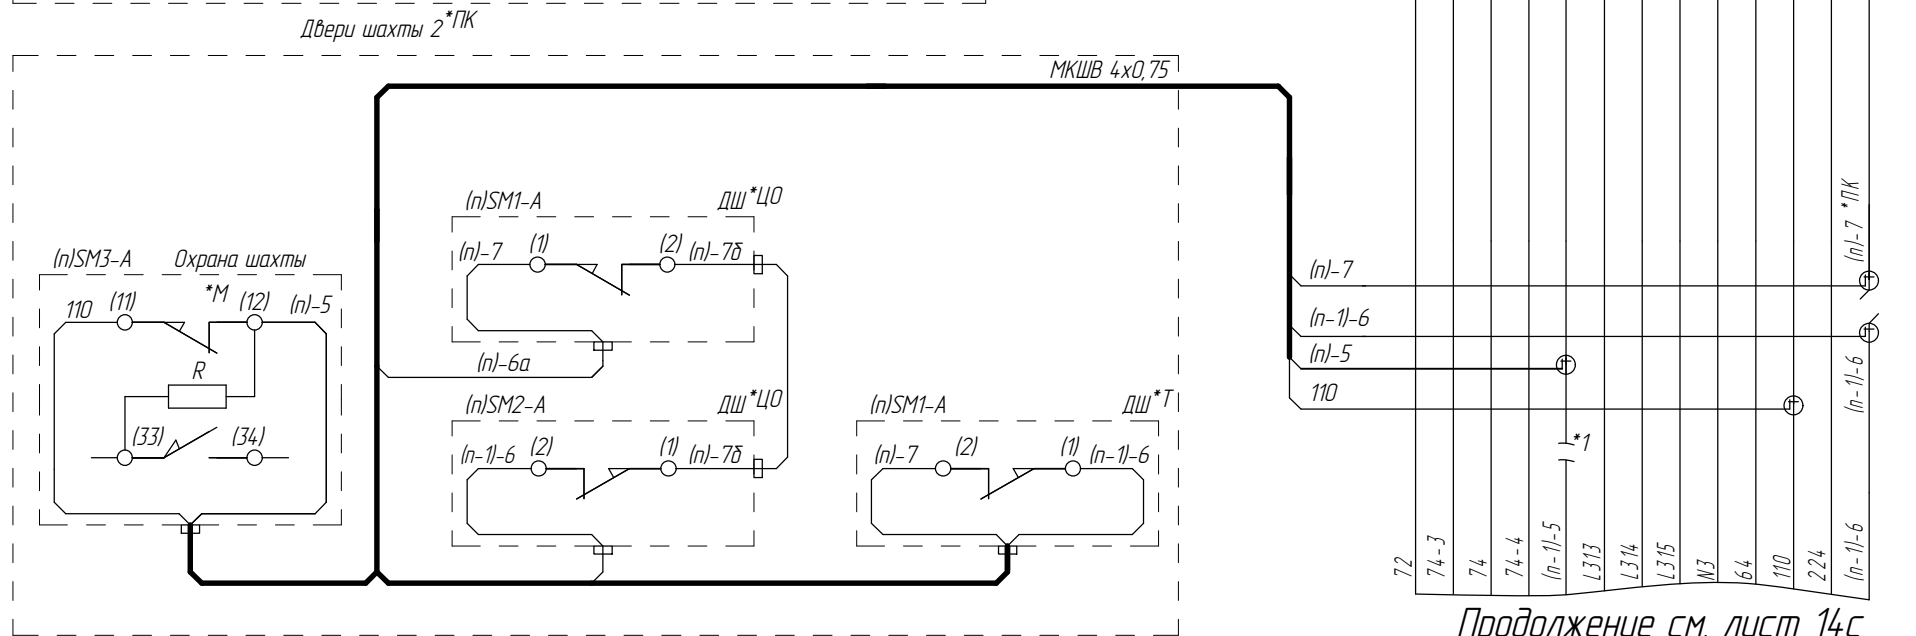 Двери шахты 2*ПК
МКШВ 4х0,75
(n)SM1-A ДШ*ЦО
(n)-7 (1) (2) (n)-7б
(n)SM3-A Охрана шахты
110 (11) *М (12) (n)-5
R
(33) (34)
(n)-6а
(n)SM2-A ДШ*ЦО
(n-1)-6 (2) (1) (n)-7б
(n)SM1-A ДШ*Т
(n)-7 (2) (1) (n-1)-6
(n)-7
(n-1)-6
(n)-5
110
(n)-7 *ПК
(n-1)-6
*1
72
74-3
74
74-4
(n-1)-5
L313
L314
L315
N3
64
110
224
(n-1)-6
Продолжение см. лист 14с